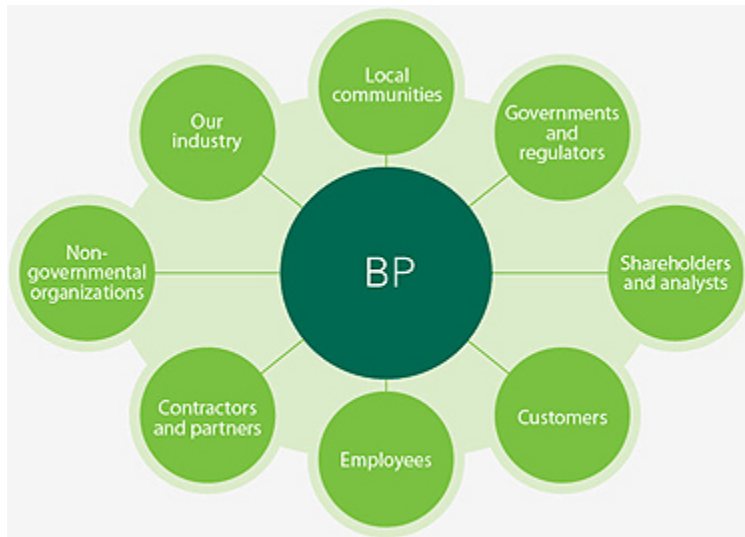 Local
communities
Governments
and
regulators
Shareholders
and analysts
Customers
Employees
Contractors
and partners
Non-
governmental
organizations
Our
industry
BP